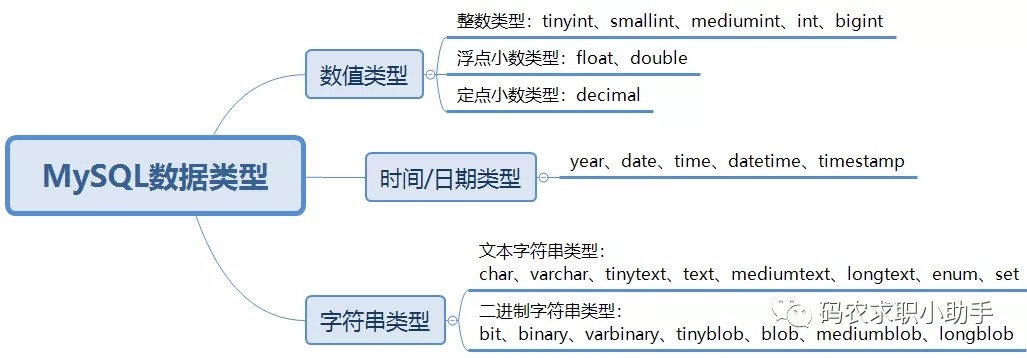 MySQL数据类型
数值类型
整数类型：tinyint、smallint、mediumint、int、bigint
浮点小数类型：float、double
定点小数类型：decimal
时间/日期类型
year、date、time、datetime、timestamp
字符串类型
文本字符串类型：
char、varchar、tinytext、text、mediumtext、longtext、enum、set
二进制字符串类型：
bit、binary、varbinary、tinyblob、blob、mediumblob、longblob
码农求职小助手